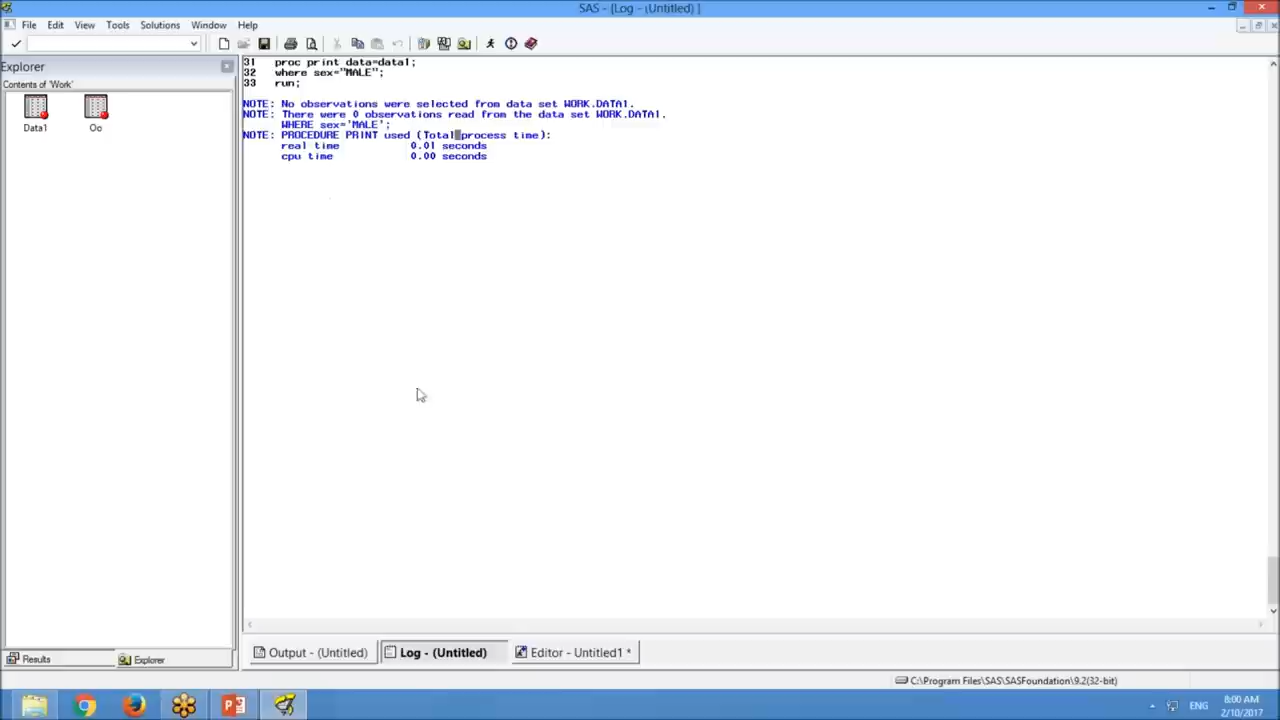 SAS - [Log - (Untitled) ]
File Edit View Tools Solutions Window Help
Explorer
Contents of 'Work'
Data1 Oo
31 proc print data=data1;
32 where sex="MALE";
33 run;
NOTE: No observations were selected from data set WORK.DATA1.
NOTE: There were 0 observations read from the data set WORK.DATA1.
WHERE sex='MALE';
NOTE: PROCEDURE PRINT used (Total process time):
real time 0.01 seconds
cpu time 0.00 seconds
Results Explorer
Output - (Untitled) Log - (Untitled) Editor - Untitled1 *
C:\Program Files\SAS\SASFoundation\9.2(32-bit)
ENG
8:00 AM
2/10/2017